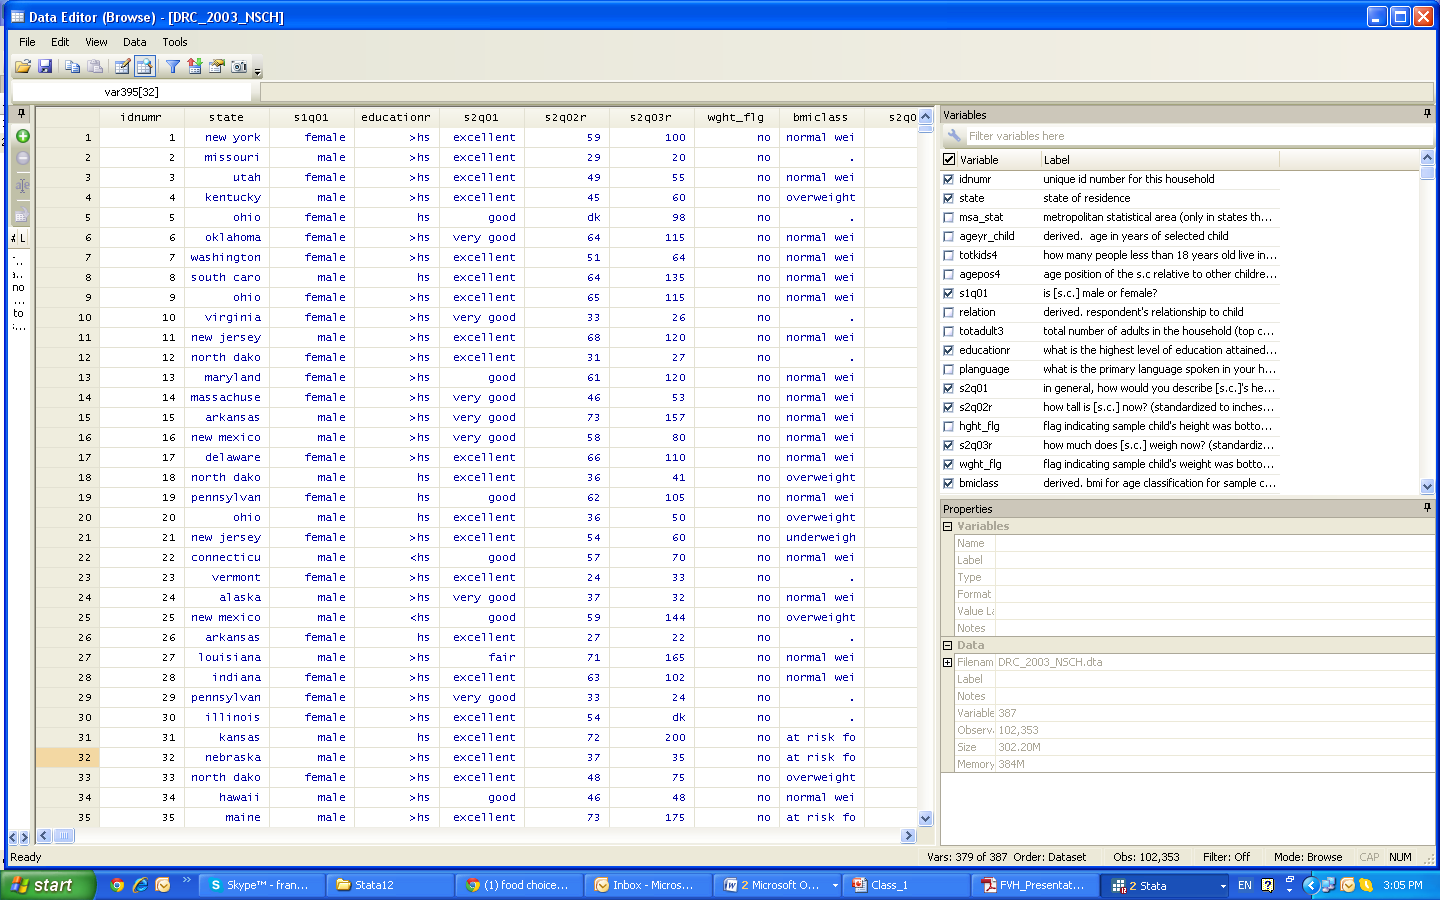 Data Editor (Browse) - [DRC_2003_NSCH]
File Edit View Data Tools
var395[32]
idnumr state s1q01 educationr s2q01 s2q02r s2q03r wght_flg bmiclass s2q0
1 1 new york female >hs excellent 59 100 no normal wei
2 2 missouri male >hs excellent 29 20 no .
3 3 utah female >hs excellent 49 55 no normal wei
4 4 kentucky male >hs excellent 45 60 no overweight
5 5 ohio female hs good dk 98 no .
6 6 oklahoma female >hs very good 64 115 no normal wei
7 7 washington female >hs excellent 51 64 no normal wei
8 8 south caro male hs excellent 64 135 no normal wei
9 9 ohio female >hs excellent 65 115 no normal wei
10 10 virginia female >hs very good 33 26 no .
11 11 new jersey female >hs excellent 68 120 no normal wei
12 12 north dako female >hs excellent 31 27 no .
13 13 maryland female >hs good 61 120 no normal wei
14 14 massachuse female >hs very good 46 53 no normal wei
15 15 arkansas male >hs very good 73 157 no normal wei
16 16 new mexico male >hs very good 58 80 no normal wei
17 17 delaware female >hs excellent 66 110 no normal wei
18 18 north dako male hs excellent 36 41 no overweight
19 19 pennsylvan female hs good 62 105 no normal wei
20 20 ohio male hs excellent 36 50 no overweight
21 21 new jersey female >hs excellent 54 60 no underweigh
22 22 connecticu male <hs good 57 70 no normal wei
23 23 vermont female >hs excellent 24 33 no .
24 24 alaska male >hs very good 37 32 no normal wei
25 25 new mexico male <hs good 59 144 no overweight
26 26 arkansas female hs excellent 27 22 no .
27 27 louisiana male >hs fair 71 165 no normal wei
28 28 indiana male >hs excellent 63 102 no normal wei
29 29 pennsylvan male >hs very good 33 24 no .
30 30 illinois female >hs excellent 54 dk no .
31 31 kansas male hs excellent 72 200 no at risk fo
32 32 nebraska male >hs excellent 37 35 no at risk fo
33 33 north dako female >hs excellent 48 75 no overweight
34 34 hawaii male >hs good 46 48 no normal wei
35 35 maine male >hs excellent 73 175 no at risk fo
Variables
Filter variables here
Variable Label
idnumr unique id number for this household
state state of residence
msa_stat metropolitan statistical area (only in states th...
ageyr_child derived. age in years of selected child
totkids4 how many people less than 18 years old live in...
agepos4 age position of the s.c relative to other childre...
s1q01 is [s.c.] male or female?
relation derived. respondent's relationship to child
totadult3 total number of adults in the household (top c...
educationr what is the highest level of education attained...
planguage what is the primary language spoken in your h...
s2q01 in general, how would you describe [s.c.]'s he...
s2q02r how tall is [s.c.] now? (standardized to inches...
hght_flg flag indicating sample child's height was botto...
s2q03r how much does [s.c.] weigh now? (standardiz...
wght_flg flag indicating sample child's weight was botto...
bmiclass derived. bmi for age classification for sample c...
Properties
Variables
Name
Label
Type
Format
Value La
Notes
Data
Filenam DRC_2003_NSCH.dta
Label
Notes
Variable 387
Observa 102,353
Size 302.20M
Memory 384M
Ready Vars: 379 of 387 Order: Dataset Obs: 102,353 Filter: Off Mode: Browse CAP NUM
start Skype™ - fran... Stata12 (1) food choice... Inbox - Micros... 2 Microsoft O... Class_1 FVH_Presentat... 2 Stata EN 3:05 PM